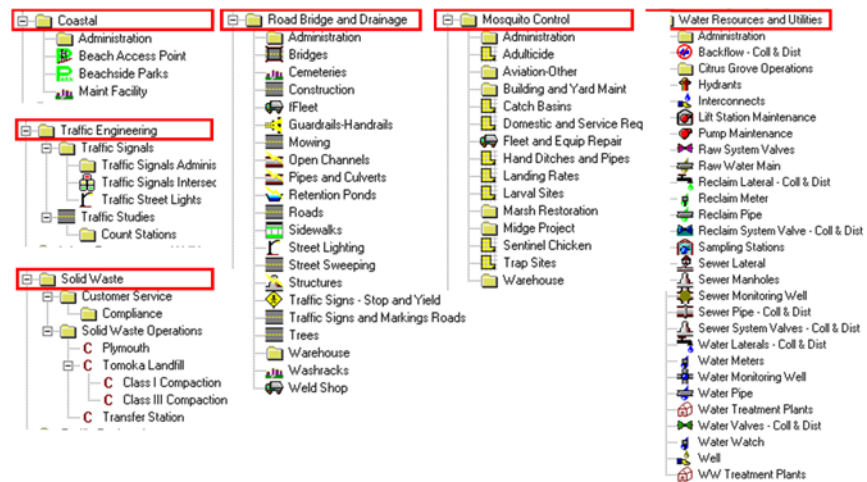 Coastal
Administration
Beach Access Point
Beachside Parks
Maint Facility
Traffic Engineering
Traffic Signals
Traffic Signals Adminis
Traffic Signals Intersec
Traffic Street Lights
Traffic Studies
Count Stations
Solid Waste
Customer Service
Compliance
Solid Waste Operations
C Plymouth
C Tomoka Landfill
C Class I Compaction
C Class III Compaction
C Transfer Station
Road Bridge and Drainage
Administration
Bridges
Cemeteries
Construction
fFleet
Guardrails-Handrails
Mowing
Open Channels
Pipes and Culverts
Retention Ponds
Roads
Sidewalks
Street Lighting
Street Sweeping
Structures
Traffic Signs - Stop and Yield
Traffic Signs and Markings Roads
Trees
Warehouse
Washracks
Weld Shop
Mosquito Control
Administration
Adulticide
Aviation-Other
Building and Yard Maint
Catch Basins
Domestic and Service Req
Fleet and Equip Repair
Hand Ditches and Pipes
Landing Rates
Larval Sites
Marsh Restoration
Midge Project
Sentinel Chicken
Trap Sites
Warehouse
Water Resources and Utilities
Administration
Backflow - Coll & Dist
Citrus Grove Operations
Hydrants
Interconnects
Lift Station Maintenance
Pump Maintenance
Raw System Valves
Raw Water Main
Reclaim Lateral - Coll & Dist
Reclaim Meter
Reclaim Pipe
Reclaim System Valve - Coll & Dist
Sampling Stations
Sewer Lateral
Sewer Manholes
Sewer Monitoring Well
Sewer Pipe - Coll & Dist
Sewer System Valves - Coll & Dist
Water Laterals - Coll & Dist
Water Meters
Water Monitoring Well
Water Pipe
Water Treatment Plants
Water Valves - Coll & Dist
Water Watch
Well
WW Treatment Plants